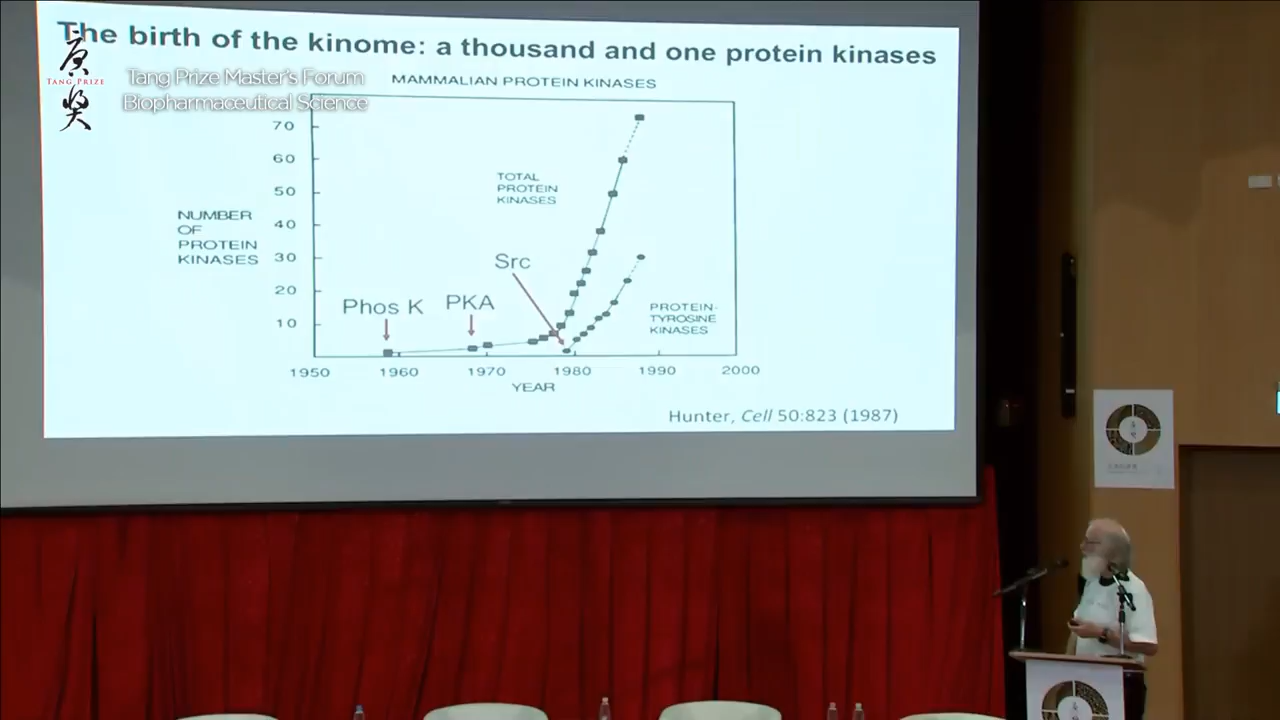 The birth of the kinome: a thousand and one protein kinases
原
TANG PRIZE
獎
Tang Prize Master's Forum
Biopharmaceutical Science
MAMMALIAN PROTEIN KINASES
70
60
50
40
30
20
10
NUMBER
OF
PROTEIN
KINASES
TOTAL
PROTEIN
KINASES
Src
Phos K
PKA
PROTEIN-
TYROSINE
KINASES
1950
1960
1970
1980
1990
2000
YEAR
Hunter, Cell 50:823 (1987)